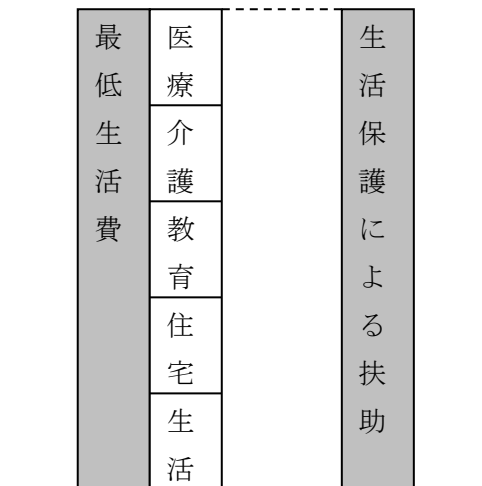 最低生活費
医療
介護
教育
住宅
生活
生活保護による扶助